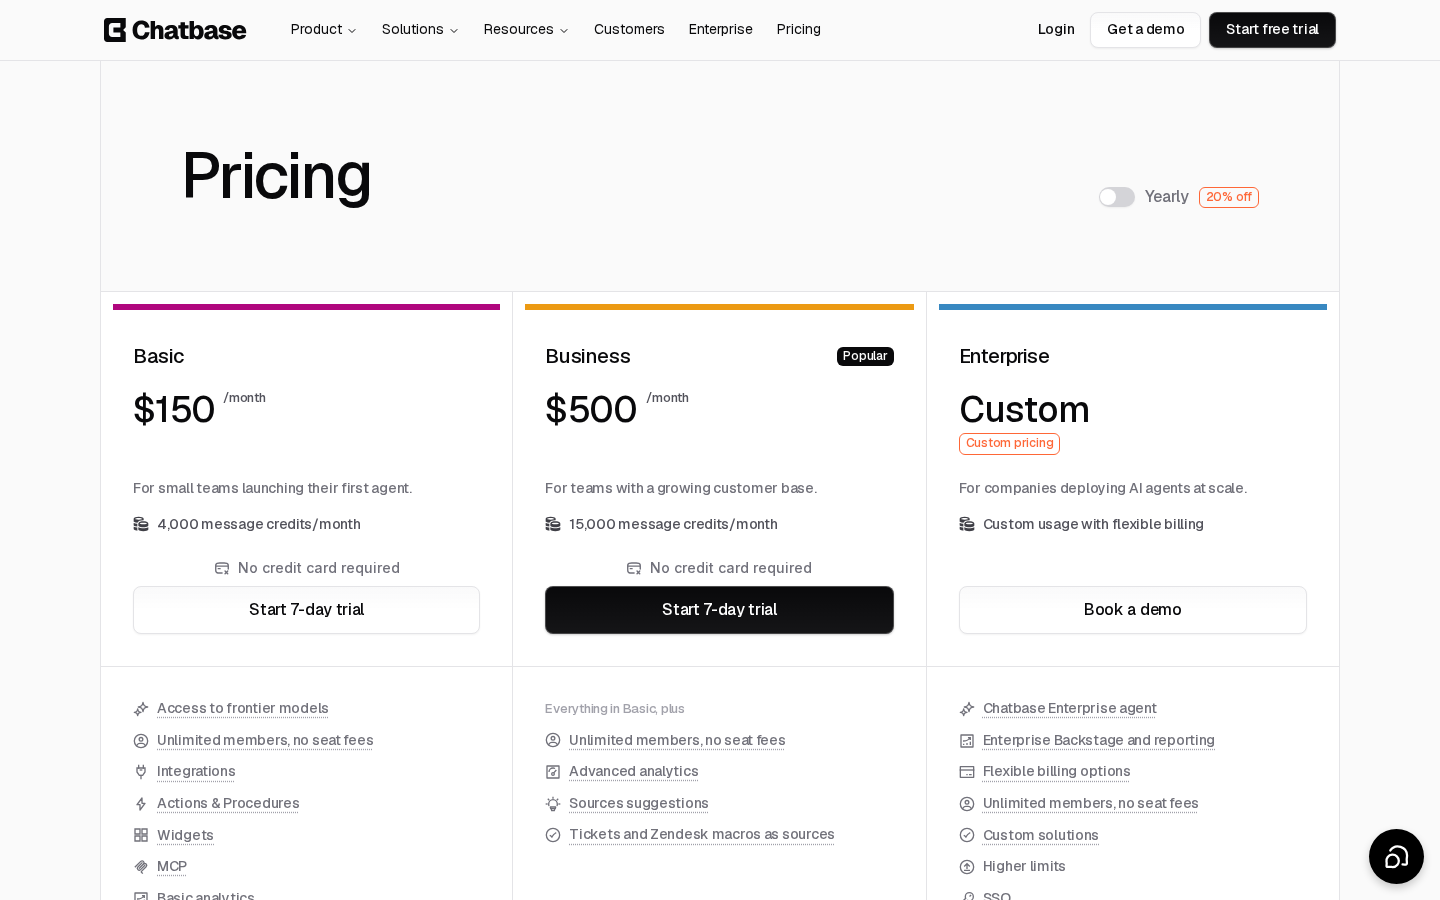 Chatbase
Product
Solutions
Resources
Customers
Enterprise
Pricing
Login
Get a demo
Start free trial
Pricing
Yearly
20% off
Basic
$150 /month
For small teams launching their first agent.
4,000 message credits/month
No credit card required
Start 7-day trial
Access to frontier models
Unlimited members, no seat fees
Integrations
Actions & Procedures
Widgets
MCP
Basic analytics
Business
Popular
$500 /month
For teams with a growing customer base.
15,000 message credits/month
No credit card required
Start 7-day trial
Everything in Basic, plus
Unlimited members, no seat fees
Advanced analytics
Sources suggestions
Tickets and Zendesk macros as sources
Enterprise
Custom
Custom pricing
For companies deploying AI agents at scale.
Custom usage with flexible billing
Book a demo
Chatbase Enterprise agent
Enterprise Backstage and reporting
Flexible billing options
Unlimited members, no seat fees
Custom solutions
Higher limits
SSO